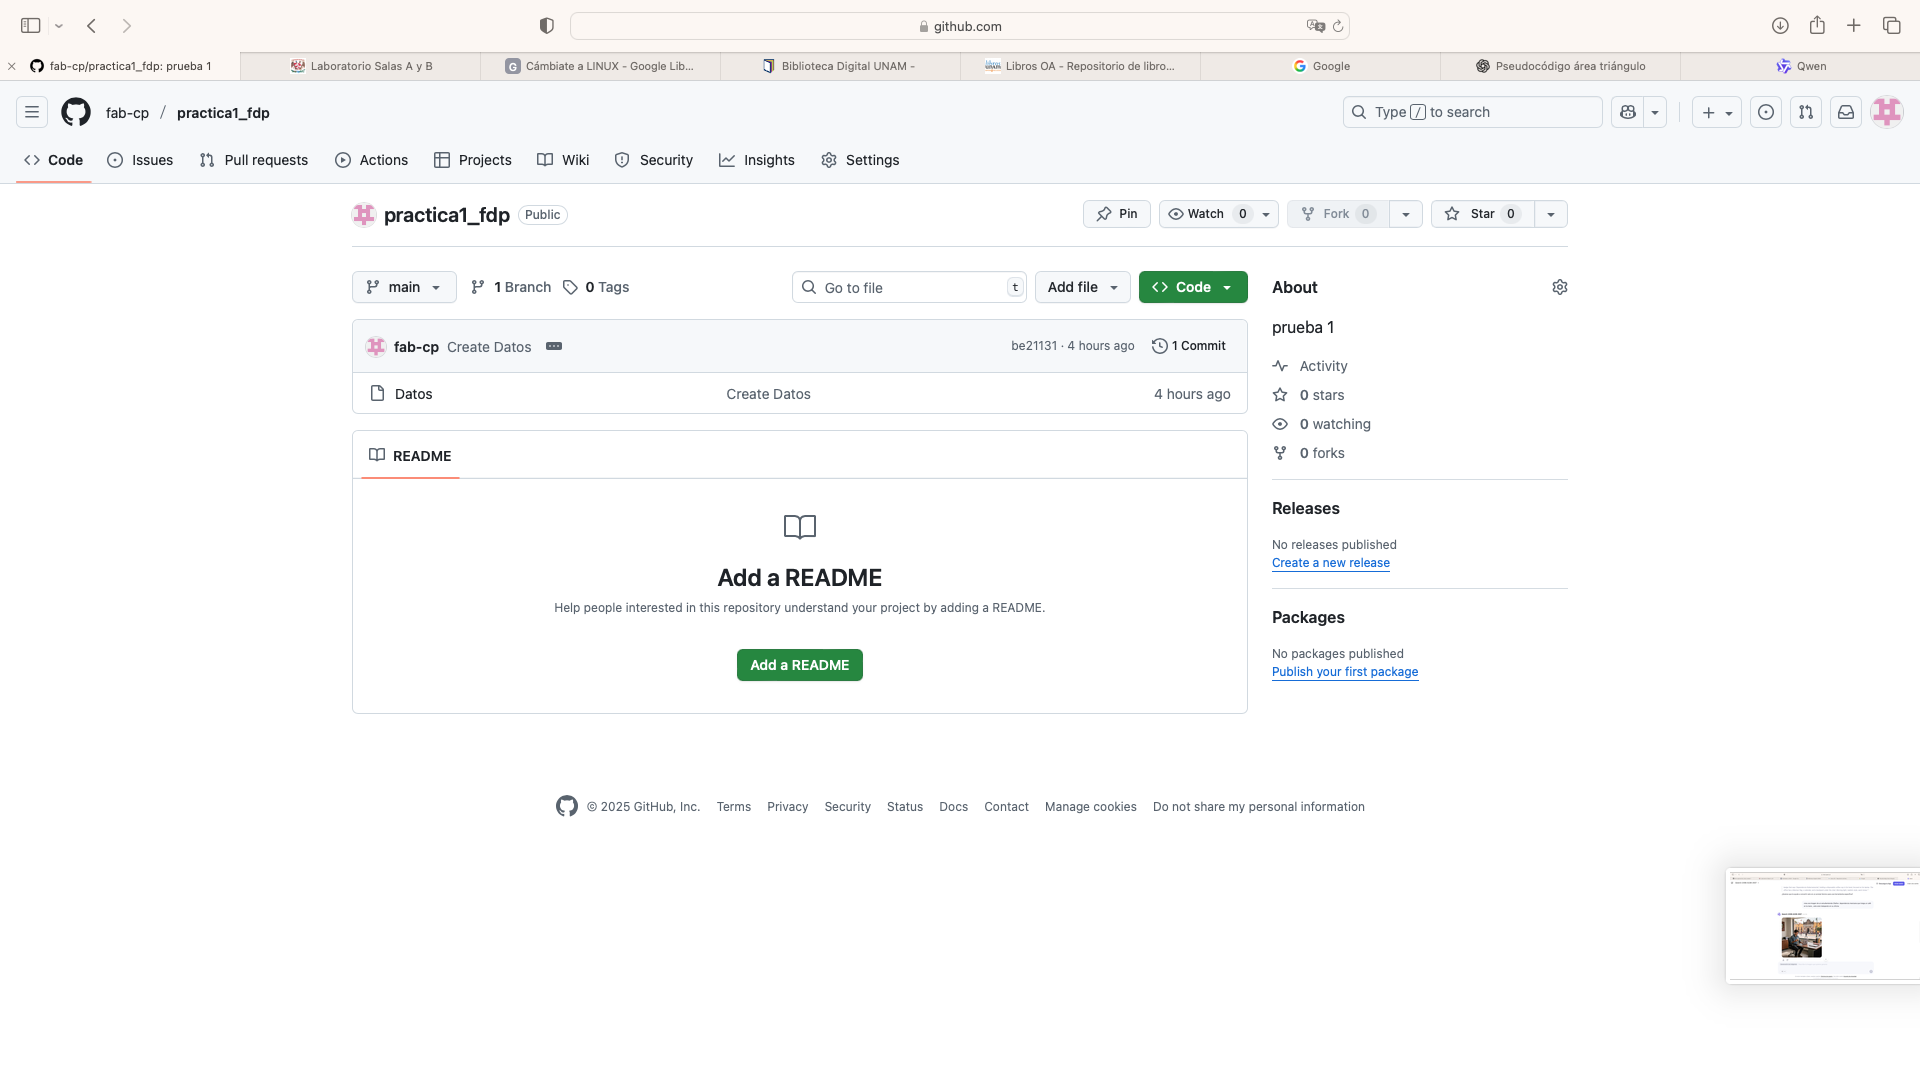 github.com
fab-cp/practica1_fdp: prueba 1
Laboratorio Salas A y B
Cámbiate a LINUX - Google Lib...
Biblioteca Digital UNAM -
Libros OA - Repositorio de libro...
Google
Pseudocódigo área triángulo
Qwen
fab-cp / practica1_fdp
Type / to search
Code
Issues
Pull requests
Actions
Projects
Wiki
Security
Insights
Settings
practica1_fdp Public
Pin
Watch 0
Fork 0
Star 0
main
1 Branch
0 Tags
Go to file t
Add file
Code
fab-cp Create Datos
be21131 · 4 hours ago
1 Commit
Datos
Create Datos
4 hours ago
README
Add a README
Help people interested in this repository understand your project by adding a README.
Add a README
About
prueba 1
Activity
0 stars
0 watching
0 forks
Releases
No releases published
Create a new release
Packages
No packages published
Publish your first package
© 2025 GitHub, Inc.
Terms
Privacy
Security
Status
Docs
Contact
Manage cookies
Do not share my personal information